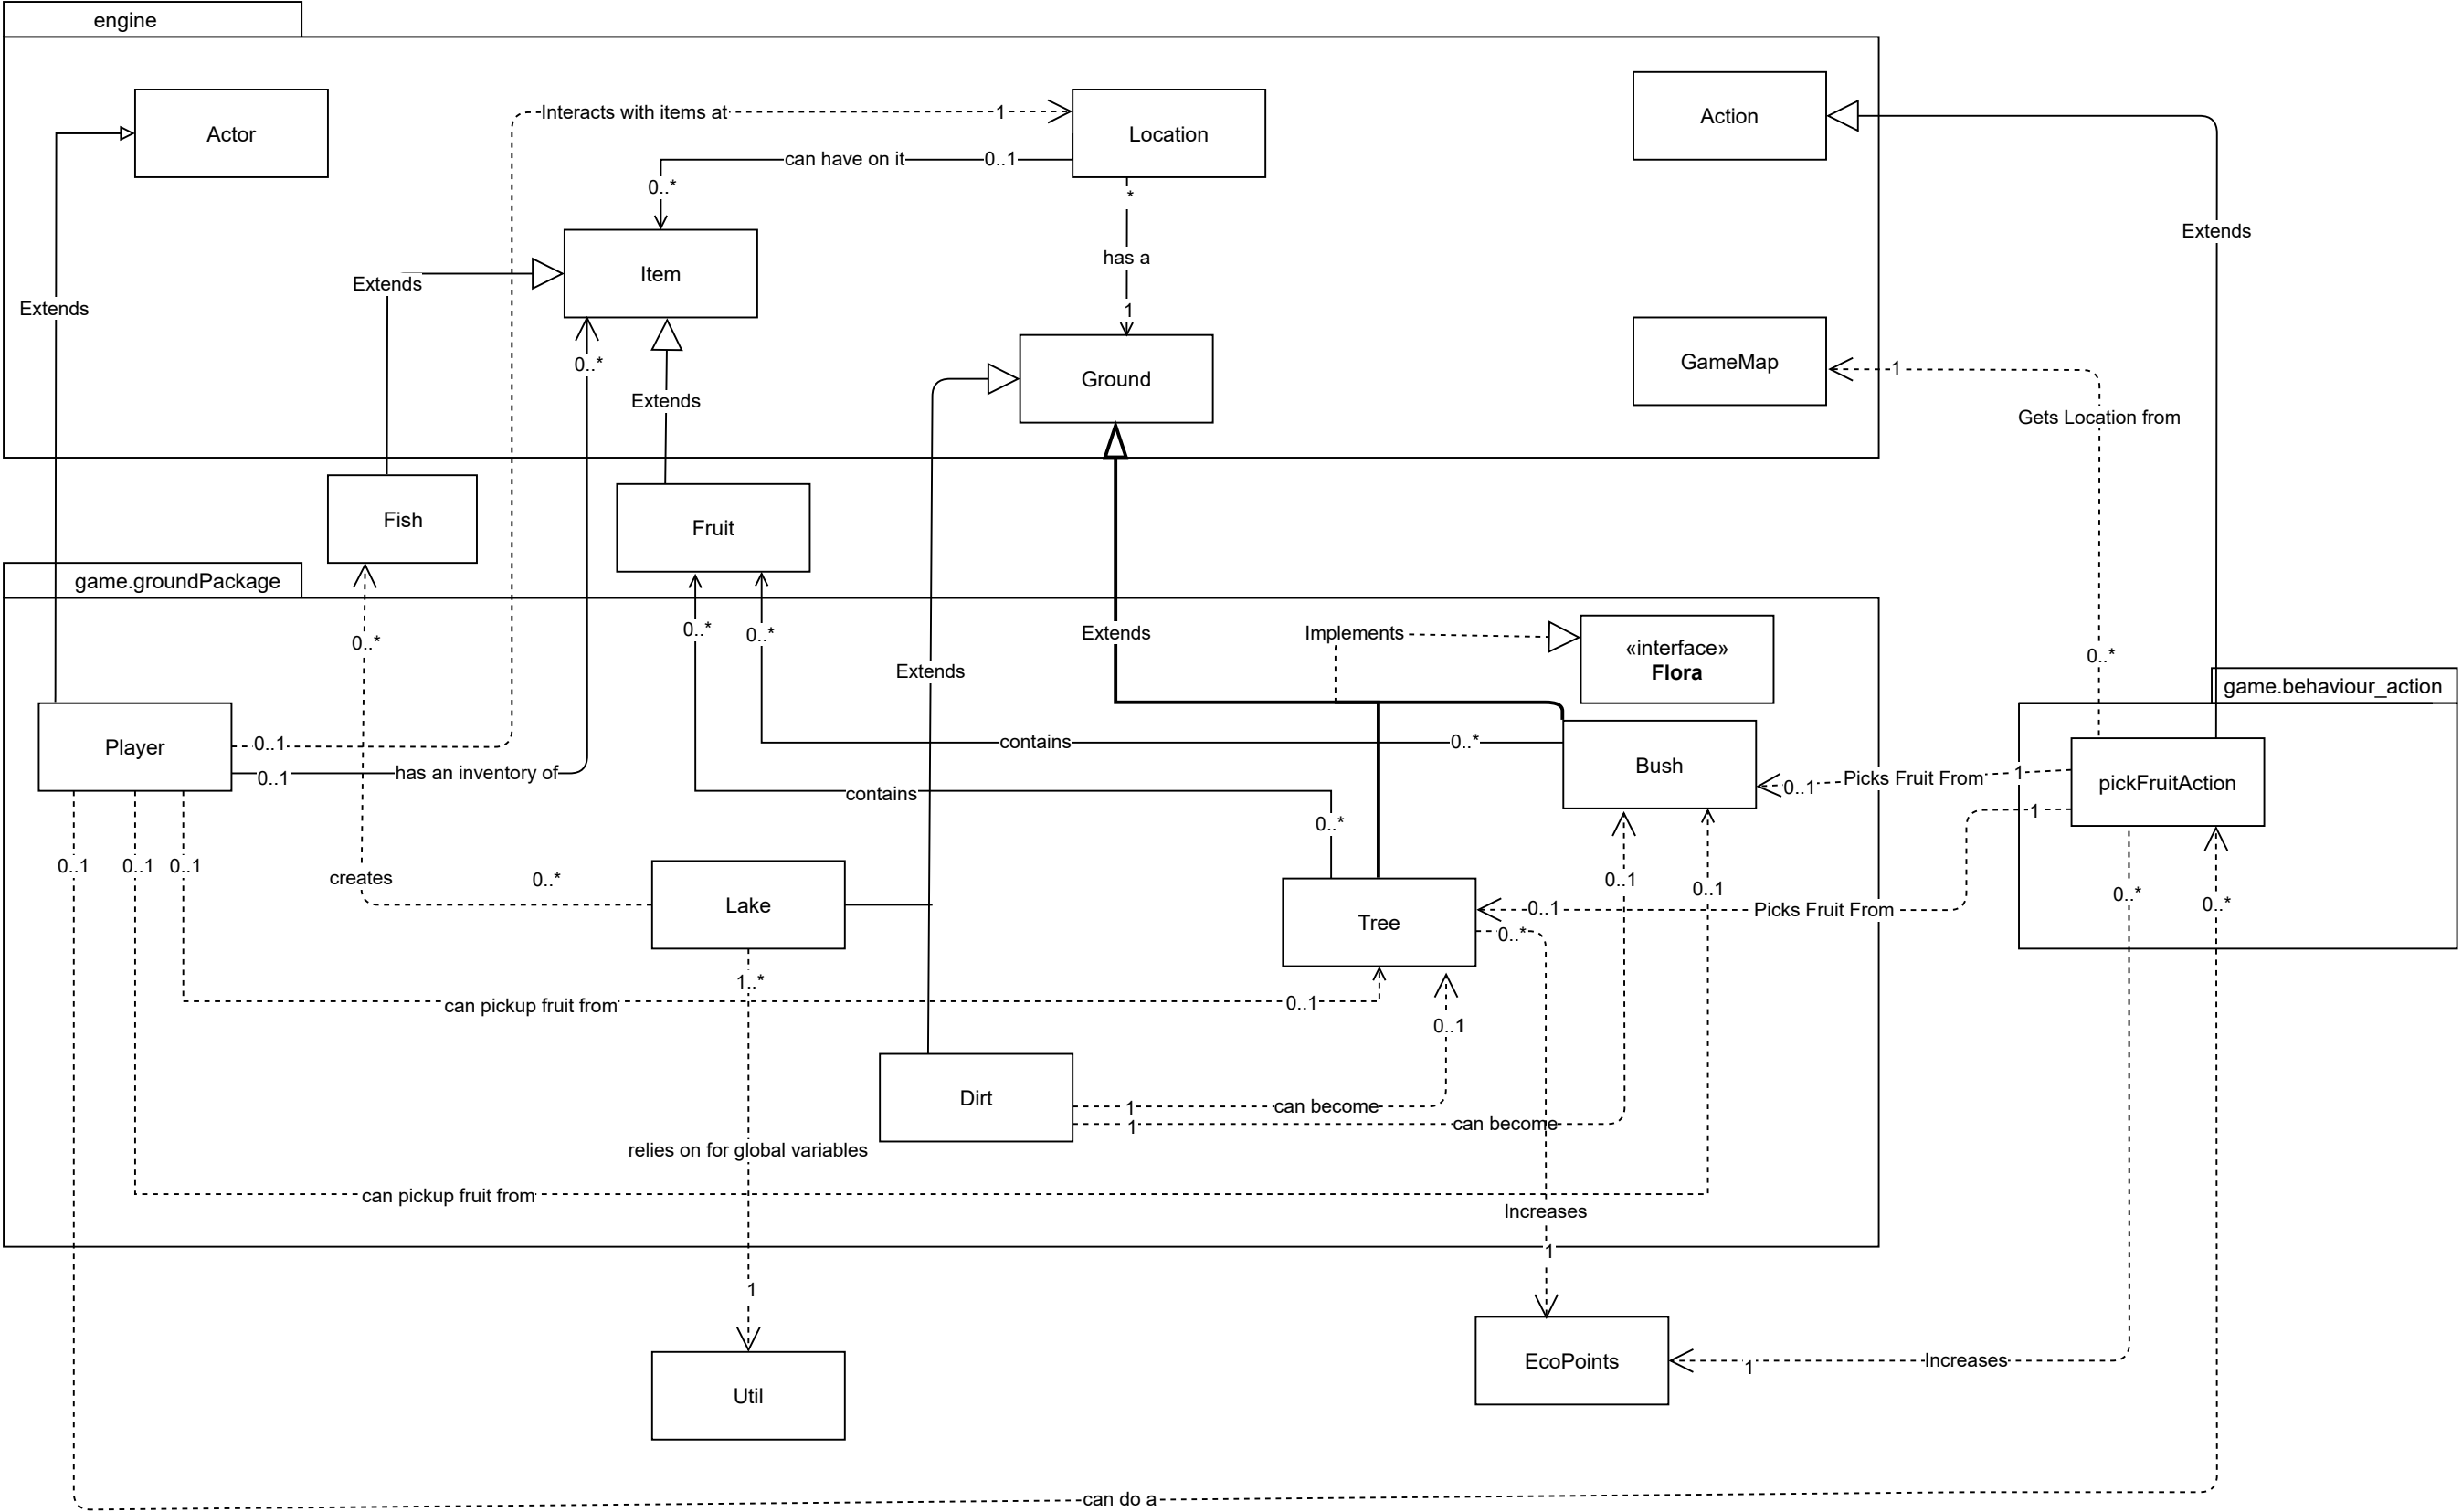 engine
Actor
Interacts with items at
1
Location
Action
can have on it
0..1
0..*
*
Extends
Item
has a
Extends
Extends
1
0..*
Ground
GameMap
1
Extends
Gets Location from
Fish
Fruit
game.groundPackage
0..*
0..*
0..*
Extends
Implements
«interface»
Flora
0..*
Extends
game.behaviour_action
Player
0..1
0..1
has an inventory of
contains
0..*
Bush
0..1
Picks Fruit From
1
pickFruitAction
contains
0..*
1
0..1
0..1
0..1
creates
0..*
Lake
Tree
0..1
0..1
0..1
Picks Fruit From
0..*
0..*
0..*
1..*
can pickup fruit from
0..1
0..1
Dirt
1
can become
1
can become
relies on for global variables
can pickup fruit from
Increases
1
1
Util
EcoPoints
1
Increases
can do a